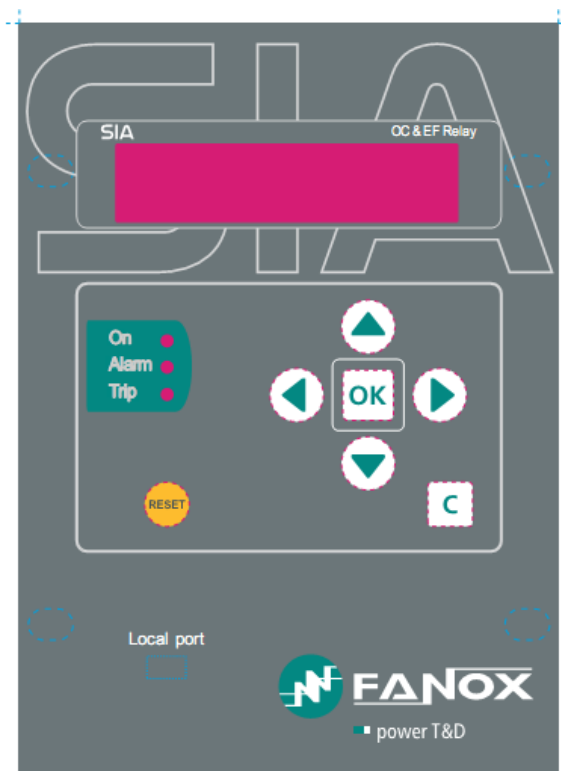 SIA
SIA
OC & EF Relay
On
Alarm
Trip
OK
RESET
C
Local port
FANOX
power T&D